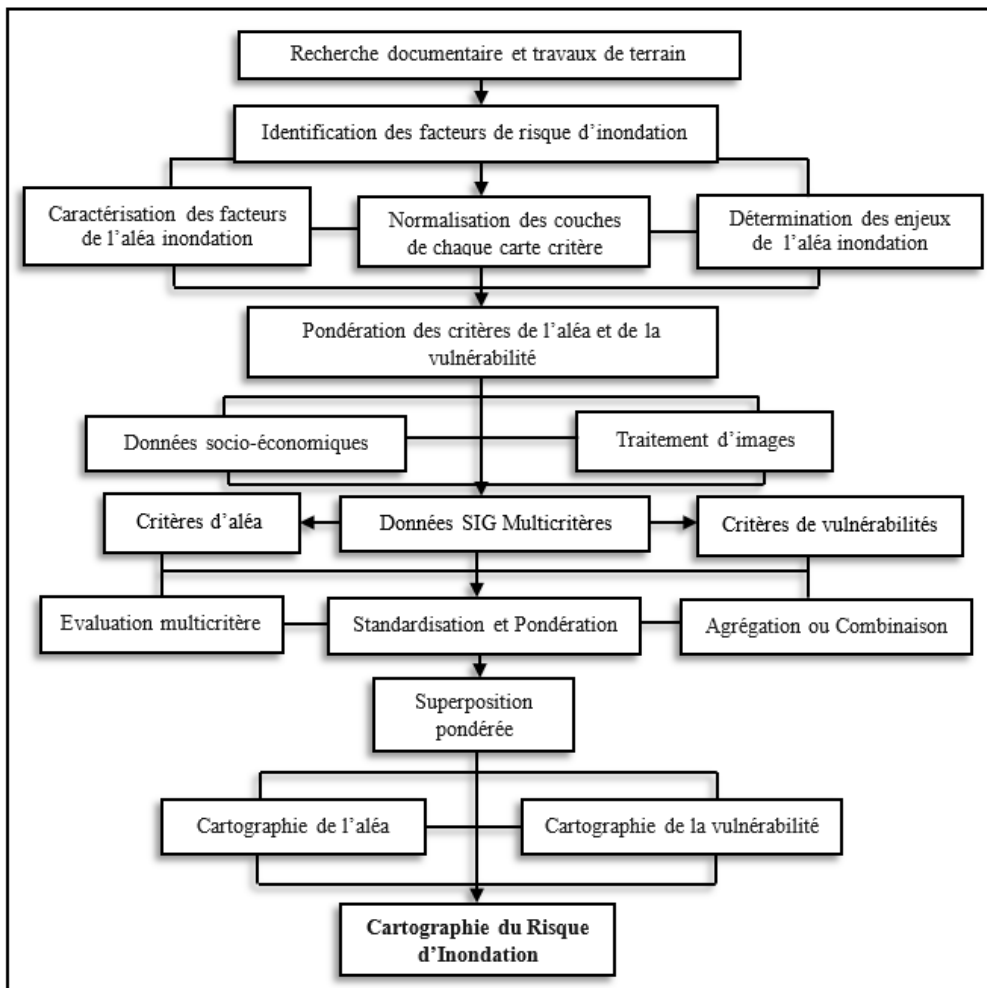 Recherche documentaire et travaux de terrain
Identification des facteurs de risque d’inondation
Caractérisation des facteurs
de l’aléa inondation
Normalisation des couches
de chaque carte critère
Détermination des enjeux
de l’aléa inondation
Pondération des critères de l’aléa et de la
vulnérabilité
Données socio-économiques
Traitement d’images
Critères d’aléa
Données SIG Multicritères
Critères de vulnérabilités
Evaluation multicritère
Standardisation et Pondération
Agrégation ou Combinaison
Superposition
pondérée
Cartographie de l’aléa
Cartographie de la vulnérabilité
Cartographie du Risque
d’Inondation